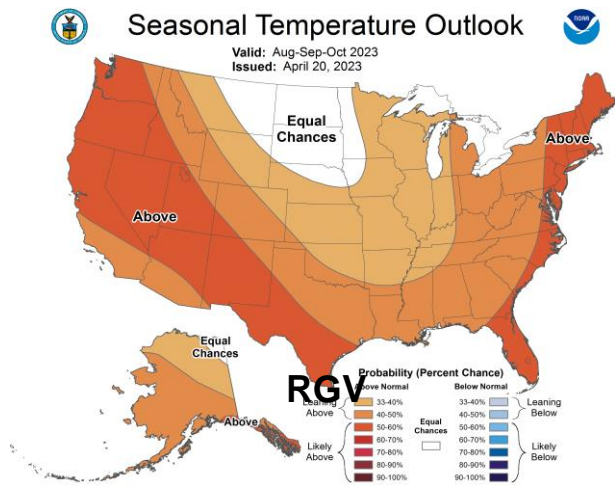 NOAA
Seasonal Temperature Outlook
Valid: Aug-Sep-Oct 2023
Issued: April 20, 2023
Equal
Chances
Above
Above
Equal
Chances
Above
RGV
Probability (Percent Chance)
Above Normal
Below Normal
Leaning
Above
33-40%
40-50%
33-40%
40-50%
Leaning
Below
Equal
Chances
Likely
Above
50-60%
60-70%
70-80%
80-90%
90-100%
50-60%
60-70%
70-80%
80-90%
90-100%
Likely
Below